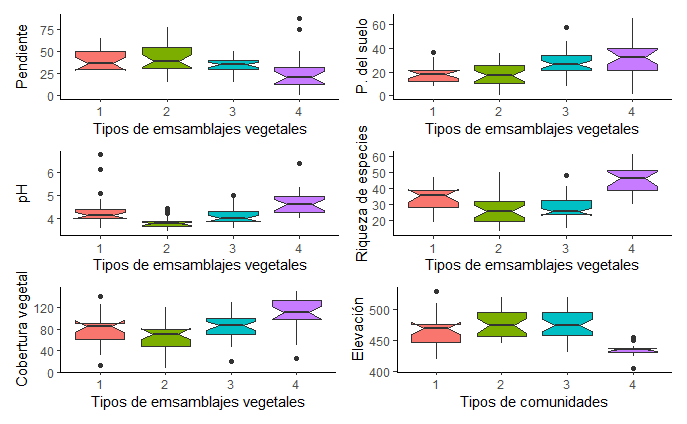 Pendiente
75
50
25
0
1 2 3 4
Tipos de emsamblajes vegetales
P. del suelo
60
40
20
0
1 2 3 4
Tipos de emsamblajes vegetales
pH
6
5
4
1 2 3 4
Tipos de emsamblajes vegetales
Riqueza de especies
60
50
40
30
20
1 2 3 4
Tipos de emsamblajes vegetales
Cobertura vegetal
120
80
40
0
1 2 3 4
Tipos de emsamblajes vegetales
Elevación
500
450
400
1 2 3 4
Tipos de comunidades